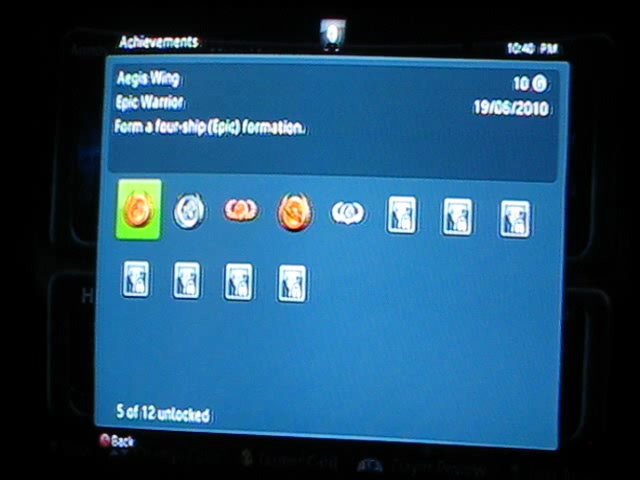 Achievements
10:40 PM
Aegis Wing
10 G
Epic Warrior
19/06/2010
Form a four-ship (Epic) formation.
5 of 12 unlocked
Back